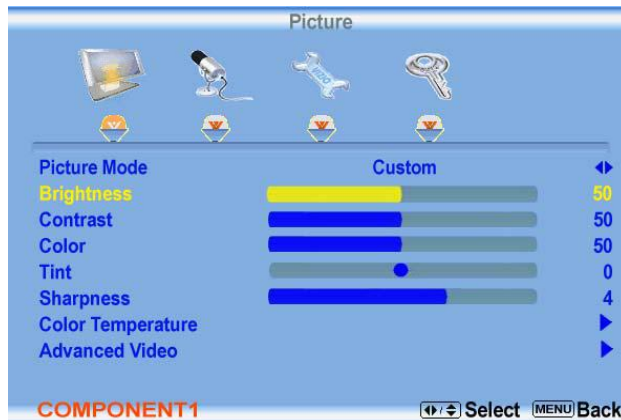 Picture
Picture Mode Custom
Brightness 50
Contrast 50
Color 50
Tint 0
Sharpness 4
Color Temperature
Advanced Video
COMPONENT1 Select MENU Back